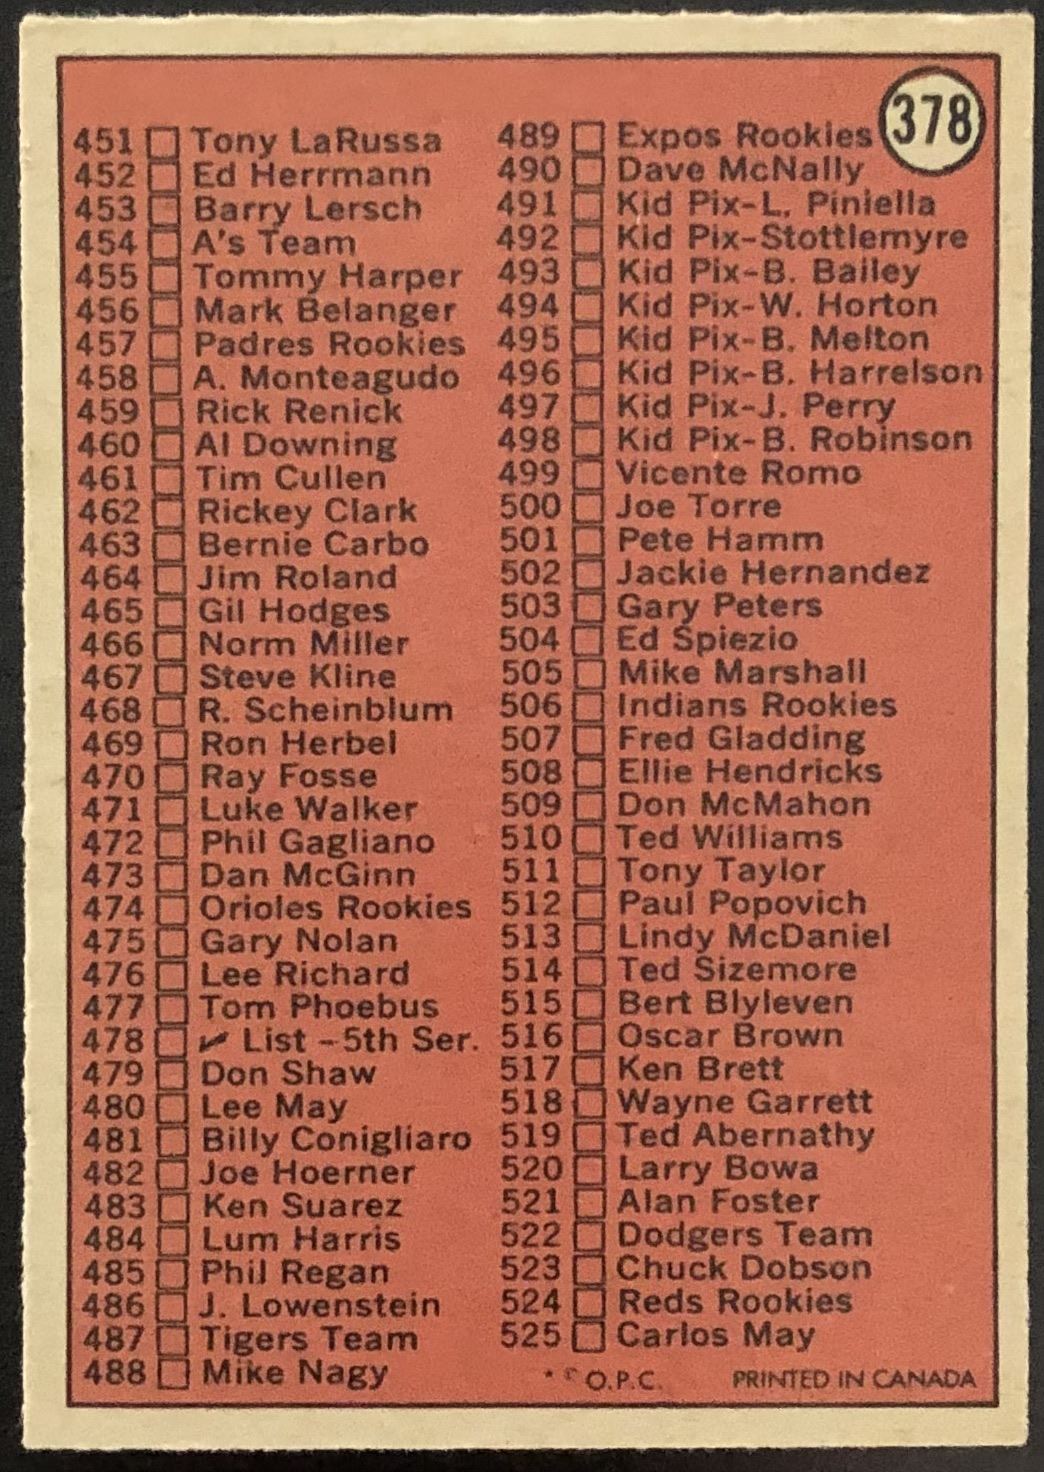 378
451 Tony LaRussa
452 Ed Herrmann
453 Barry Lersch
454 A's Team
455 Tommy Harper
456 Mark Belanger
457 Padres Rookies
458 A. Monteagudo
459 Rick Renick
460 Al Downing
461 Tim Cullen
462 Rickey Clark
463 Bernie Carbo
464 Jim Roland
465 Gil Hodges
466 Norm Miller
467 Steve Kline
468 R. Scheinblum
469 Ron Herbel
470 Ray Fosse
471 Luke Walker
472 Phil Gagliano
473 Dan McGinn
474 Orioles Rookies
475 Gary Nolan
476 Lee Richard
477 Tom Phoebus
478 ✔ List - 5th Ser.
479 Don Shaw
480 Lee May
481 Billy Conigliaro
482 Joe Hoerner
483 Ken Suarez
484 Lum Harris
485 Phil Regan
486 J. Lowenstein
487 Tigers Team
488 Mike Nagy
489 Expos Rookies
490 Dave McNally
491 Kid Pix-L. Piniella
492 Kid Pix-Stottlemyre
493 Kid Pix-B. Bailey
494 Kid Pix-W. Horton
495 Kid Pix-B. Melton
496 Kid Pix-B. Harrelson
497 Kid Pix-J. Perry
498 Kid Pix-B. Robinson
499 Vicente Romo
500 Joe Torre
501 Pete Hamm
502 Jackie Hernandez
503 Gary Peters
504 Ed Spiezio
505 Mike Marshall
506 Indians Rookies
507 Fred Gladding
508 Ellie Hendricks
509 Don McMahon
510 Ted Williams
511 Tony Taylor
512 Paul Popovich
513 Lindy McDaniel
514 Ted Sizemore
515 Bert Blyleven
516 Oscar Brown
517 Ken Brett
518 Wayne Garrett
519 Ted Abernathy
520 Larry Bowa
521 Alan Foster
522 Dodgers Team
523 Chuck Dobson
524 Reds Rookies
525 Carlos May
* © O.P.C. PRINTED IN CANADA